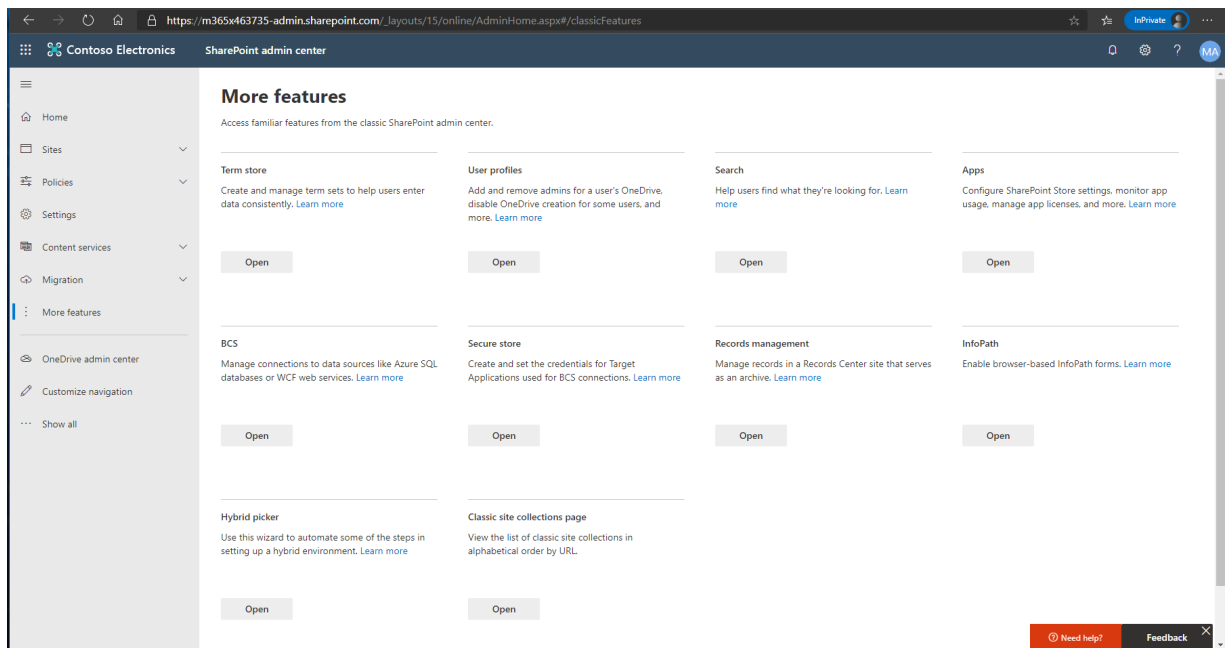 https://m365x463735-admin.sharepoint.com/_layouts/15/online/AdminHome.aspx#/classicFeatures
InPrivate
Contoso Electronics
SharePoint admin center
MA
Home
Sites
Policies
Settings
Content services
Migration
More features
OneDrive admin center
Customize navigation
Show all
More features
Access familiar features from the classic SharePoint admin center.
Term store
Create and manage term sets to help users enter
data consistently. Learn more
Open
User profiles
Add and remove admins for a user's OneDrive,
disable OneDrive creation for some users, and
more. Learn more
Open
Search
Help users find what they're looking for. Learn
more
Open
Apps
Configure SharePoint Store settings, monitor app
usage, manage app licenses, and more. Learn more
Open
BCS
Manage connections to data sources like Azure SQL
databases or WCF web services. Learn more
Open
Secure store
Create and set the credentials for Target
Applications used for BCS connections. Learn more
Open
Records management
Manage records in a Records Center site that serves
as an archive. Learn more
Open
InfoPath
Enable browser-based InfoPath forms. Learn more
Open
Hybrid picker
Use this wizard to automate some of the steps in
setting up a hybrid environment. Learn more
Open
Classic site collections page
View the list of classic site collections in
alphabetical order by URL.
Open
Need help?
Feedback